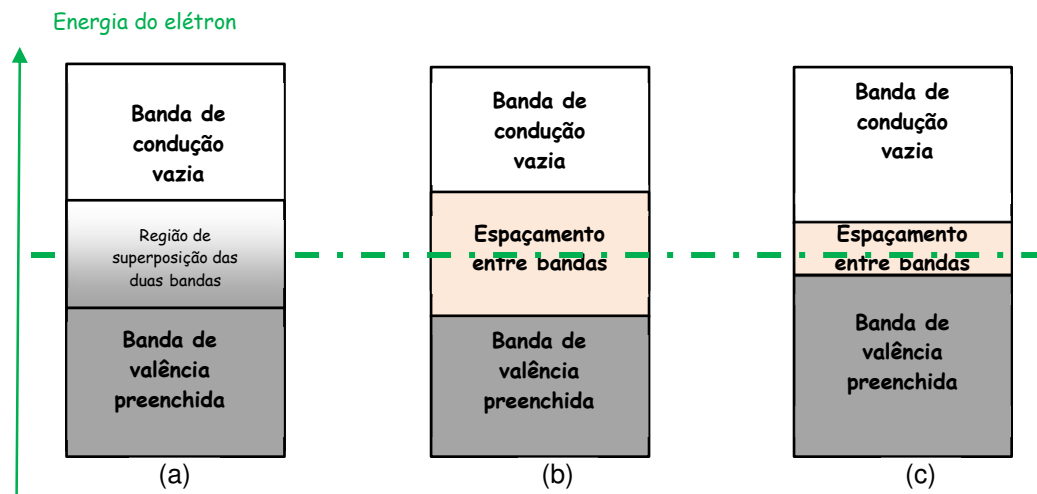 Energia do elétron
Banda de
condução
vazia
Região de
superposição das
duas bandas
Banda de
valência
preenchida
(a)
Banda de
condução
vazia
Espaçamento
entre bandas
Banda de
valência
preenchida
(b)
Banda de
condução
vazia
Espaçamento
entre bandas
Banda de
valência
preenchida
(c)